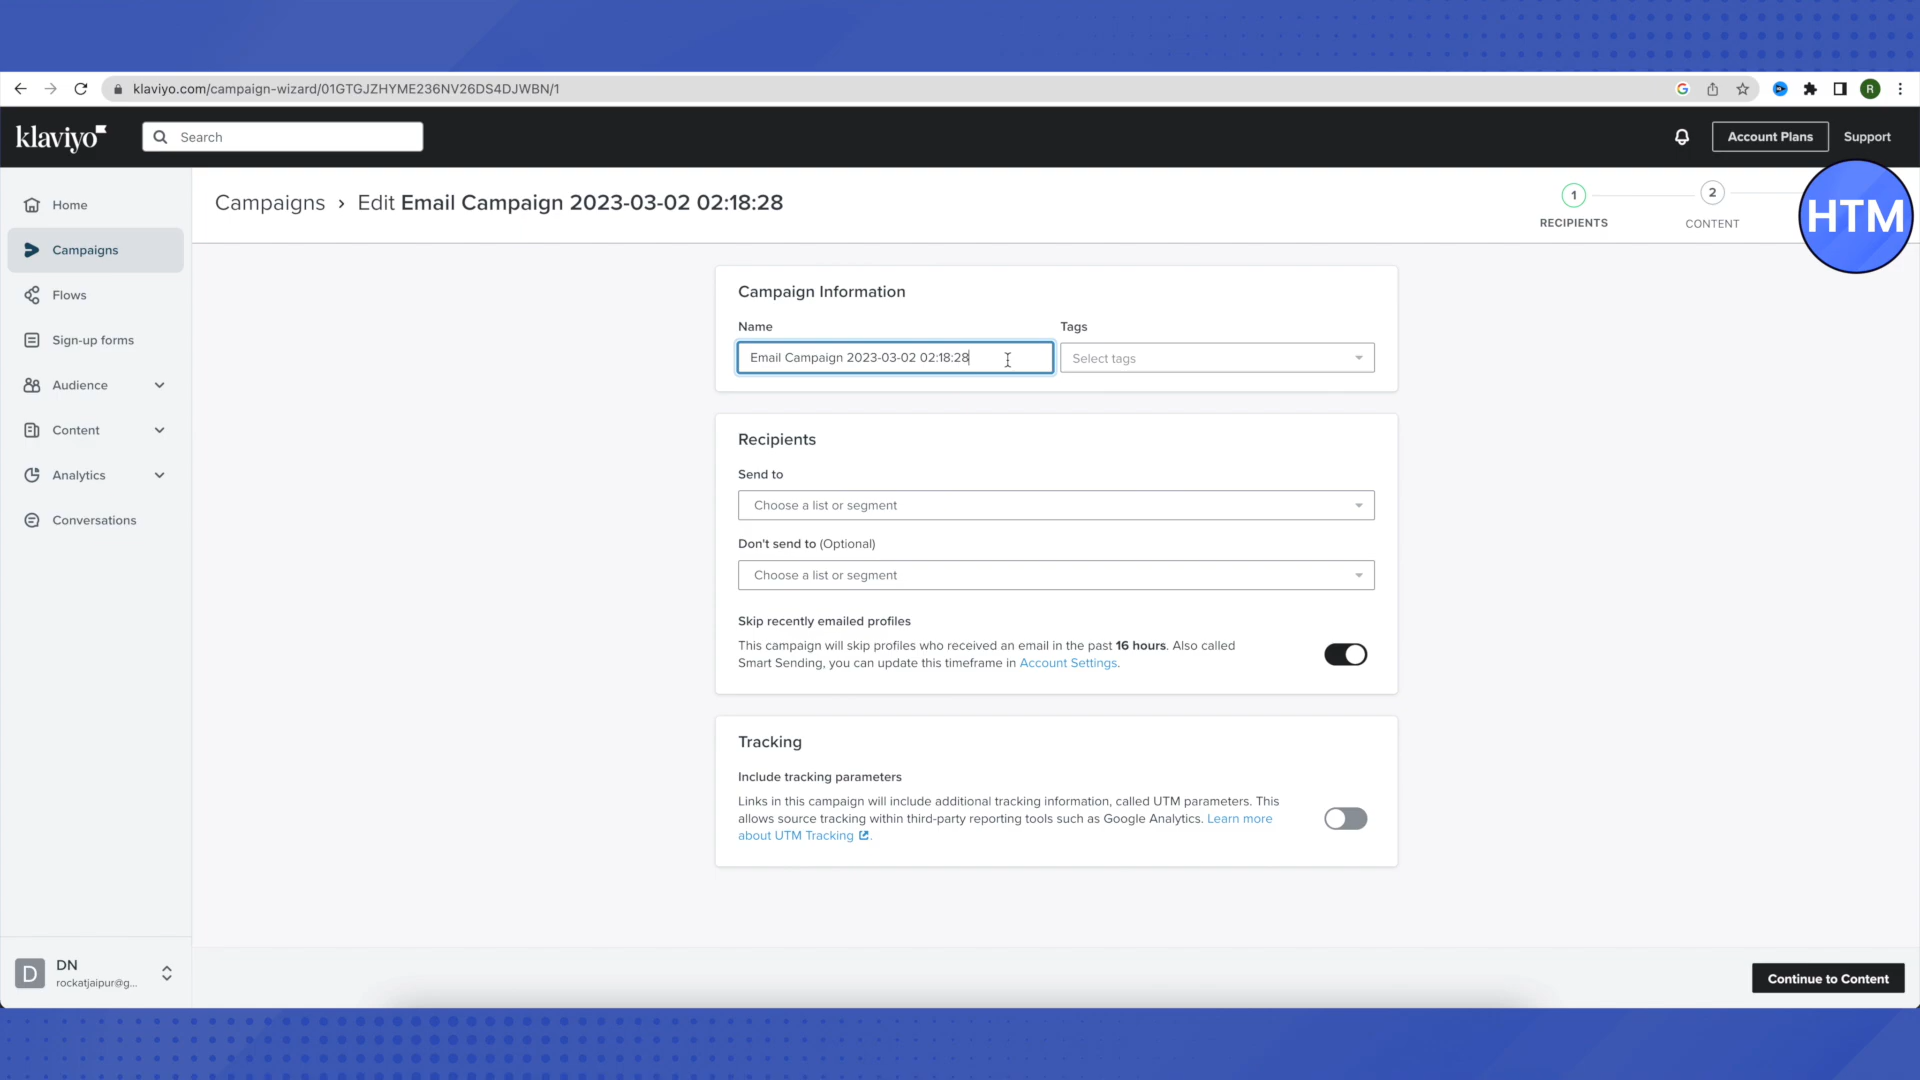 klaviyo.com/campaign-wizard/01GTGJZHYME236NV26DS4DJWBN/1
R
klaviyo
Search
Account Plans
Support
Home
Campaigns
Flows
Sign-up forms
Audience
Content
Analytics
Conversations
DN
D
rockatjaipur@g...
Campaigns › Edit Email Campaign 2023-03-02 02:18:28
1
RECIPIENTS
2
CONTENT
HTM
Campaign Information
Name
Tags
Email Campaign 2023-03-02 02:18:28
Select tags
Recipients
Send to
Choose a list or segment
Don't send to (Optional)
Choose a list or segment
Skip recently emailed profiles
This campaign will skip profiles who received an email in the past 16 hours. Also called
Smart Sending, you can update this timeframe in Account Settings.
Tracking
Include tracking parameters
Links in this campaign will include additional tracking information, called UTM parameters. This
allows source tracking within third-party reporting tools such as Google Analytics. Learn more
about UTM Tracking .
Continue to Content